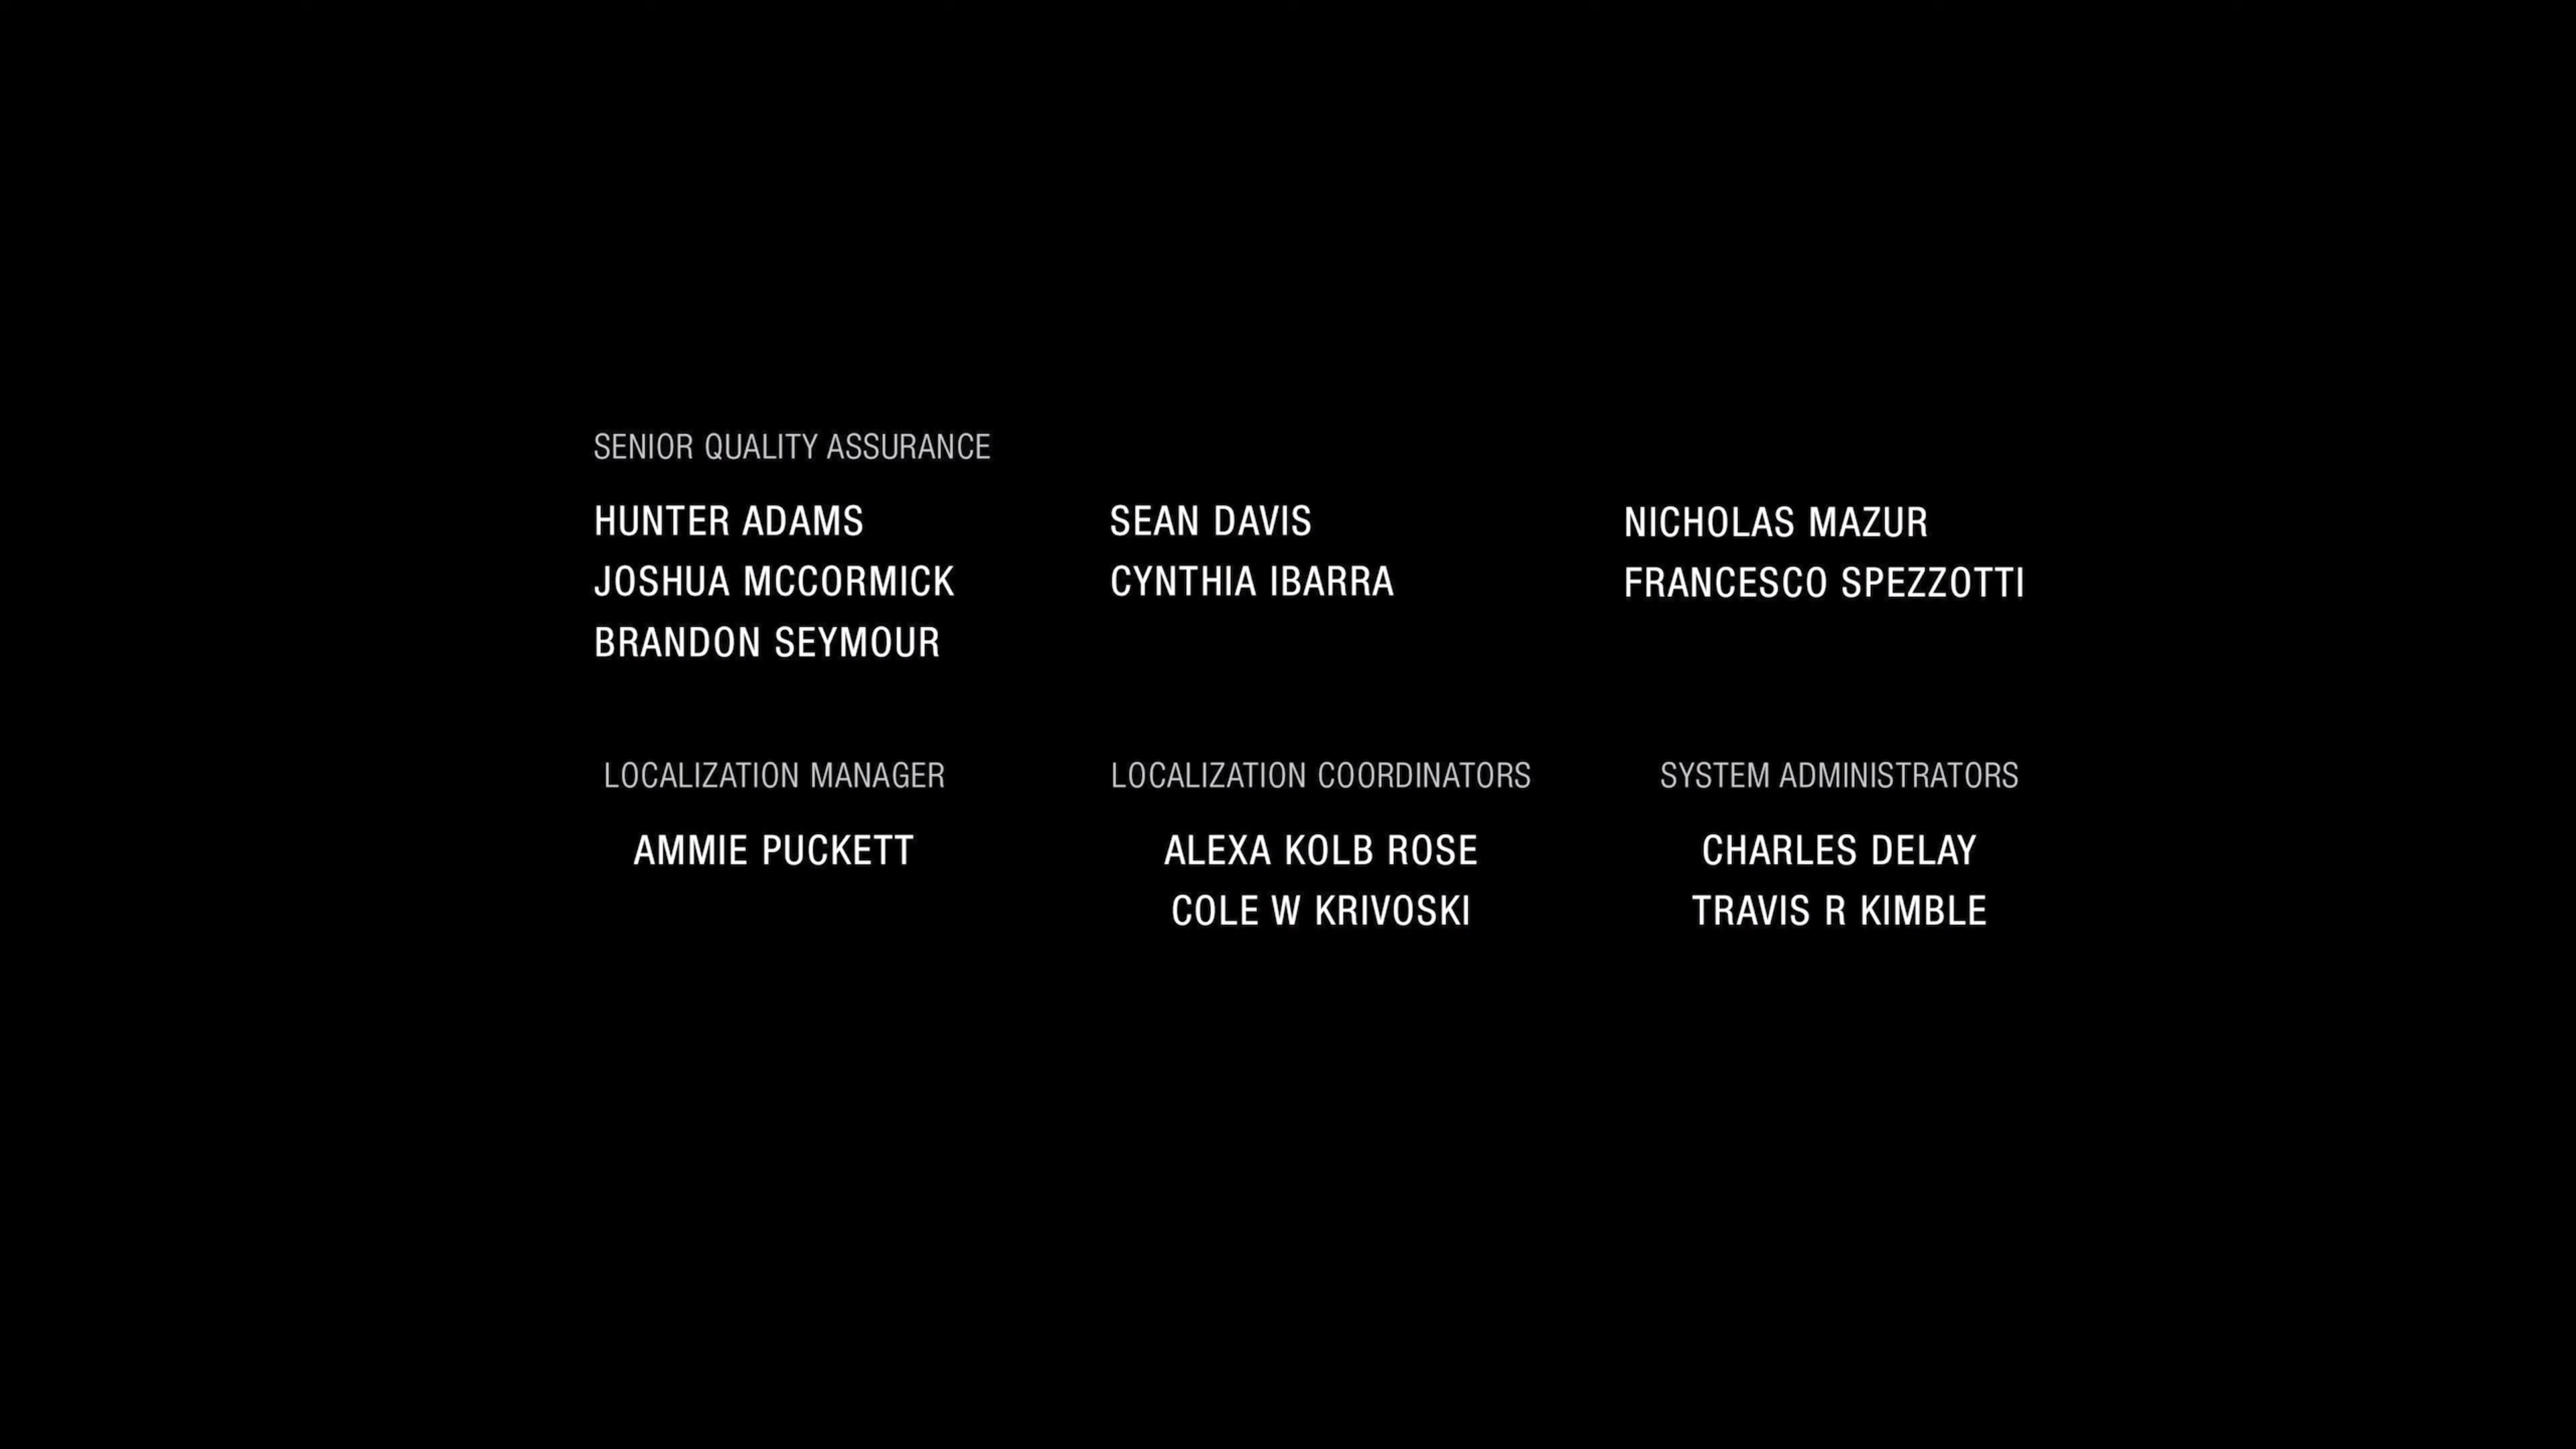 SENIOR QUALITY ASSURANCE
HUNTER ADAMS
JOSHUA MCCORMICK
BRANDON SEYMOUR
SEAN DAVIS
CYNTHIA IBARRA
NICHOLAS MAZUR
FRANCESCO SPEZZOTTI
LOCALIZATION MANAGER
AMMIE PUCKETT
LOCALIZATION COORDINATORS
ALEXA KOLB ROSE
COLE W KRIVOSKI
SYSTEM ADMINISTRATORS
CHARLES DELAY
TRAVIS R KIMBLE